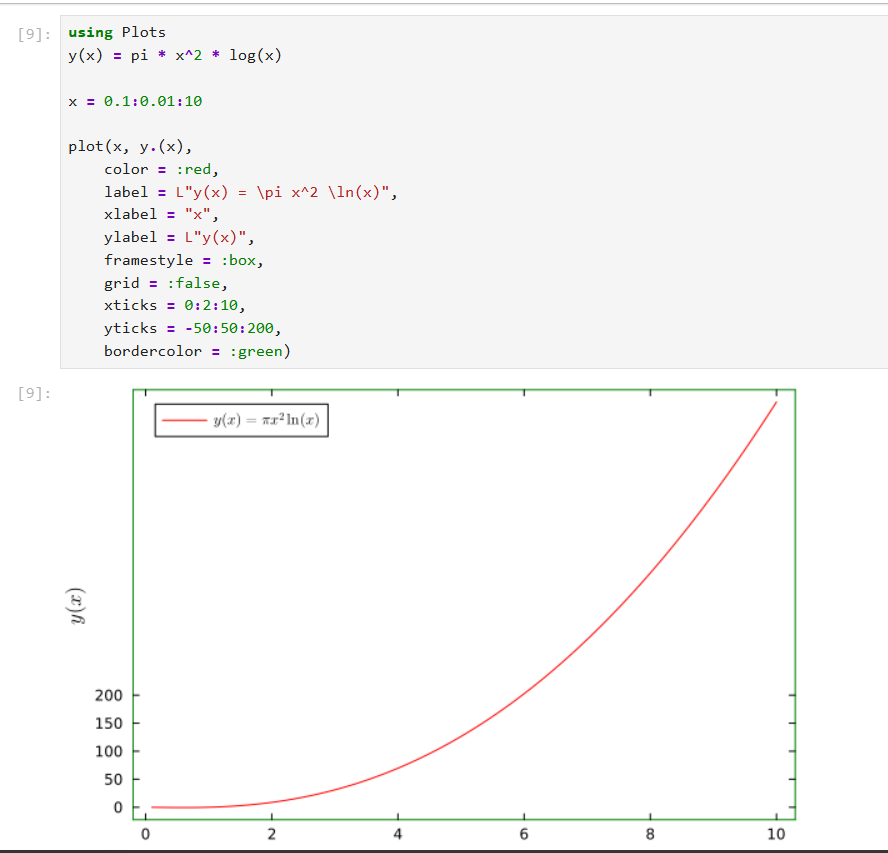 [9]:
using Plots
y(x) = pi * x^2 * log(x)
x = 0.1:0.01:10
plot(x, y.(x),
color = :red,
label = L"y(x) = \pi x^2 \ln(x)",
xlabel = "x",
ylabel = L"y(x)",
framestyle = :box,
grid = :false,
xticks = 0:2:10,
yticks = -50:50:200,
bordercolor = :green)
[9]:
y(x) = πx² ln(x)
y(x)
200
150
100
50
0
0 2 4 6 8 10